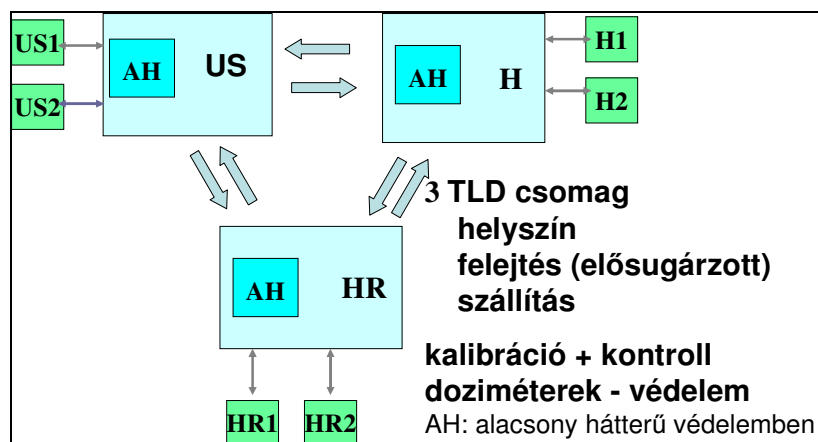 US1
US2
AH
US
AH
H
H1
H2
3 TLD csomag
helyszín
felejtés (elősugárzott)
szállítás
AH
HR
kalibráció + kontroll
doziméterek - védelem
AH: alacsony hátterű védelemben
HR1
HR2